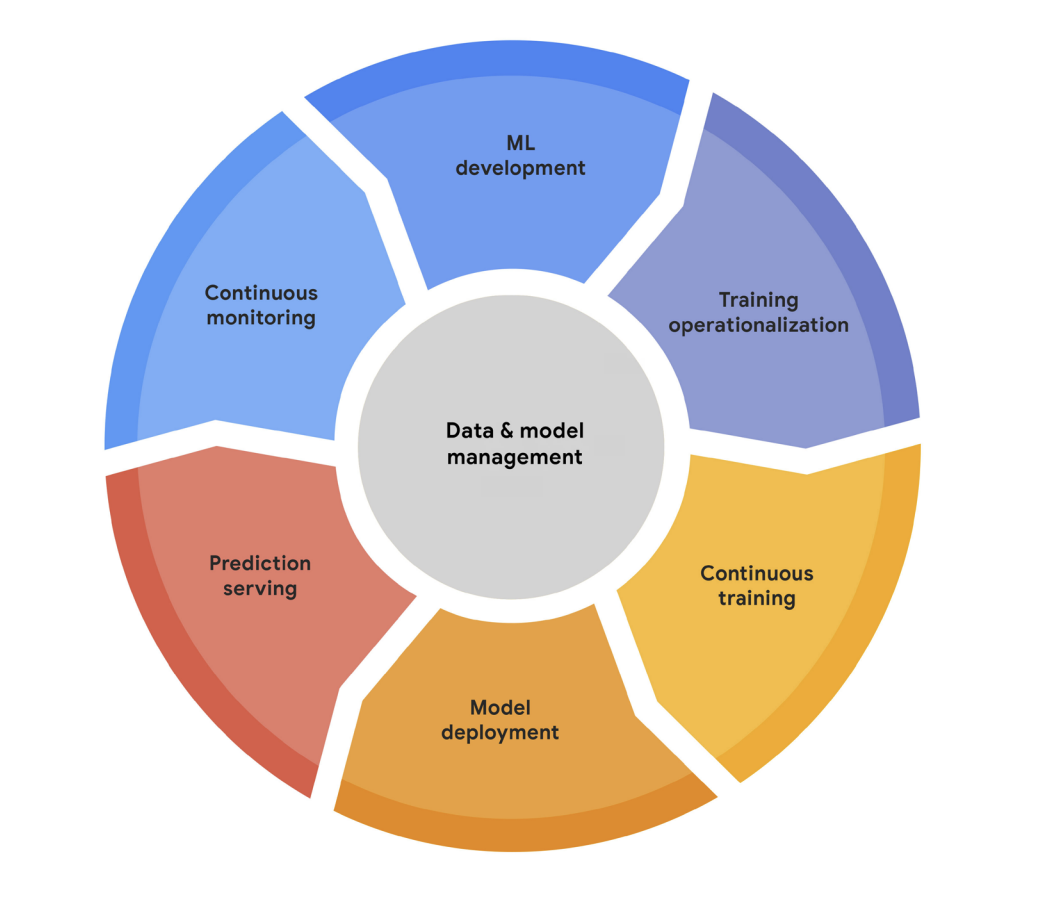 ML
development
Training
operationalization
Continuous
training
Model
deployment
Prediction
serving
Continuous
monitoring
Data & model
management